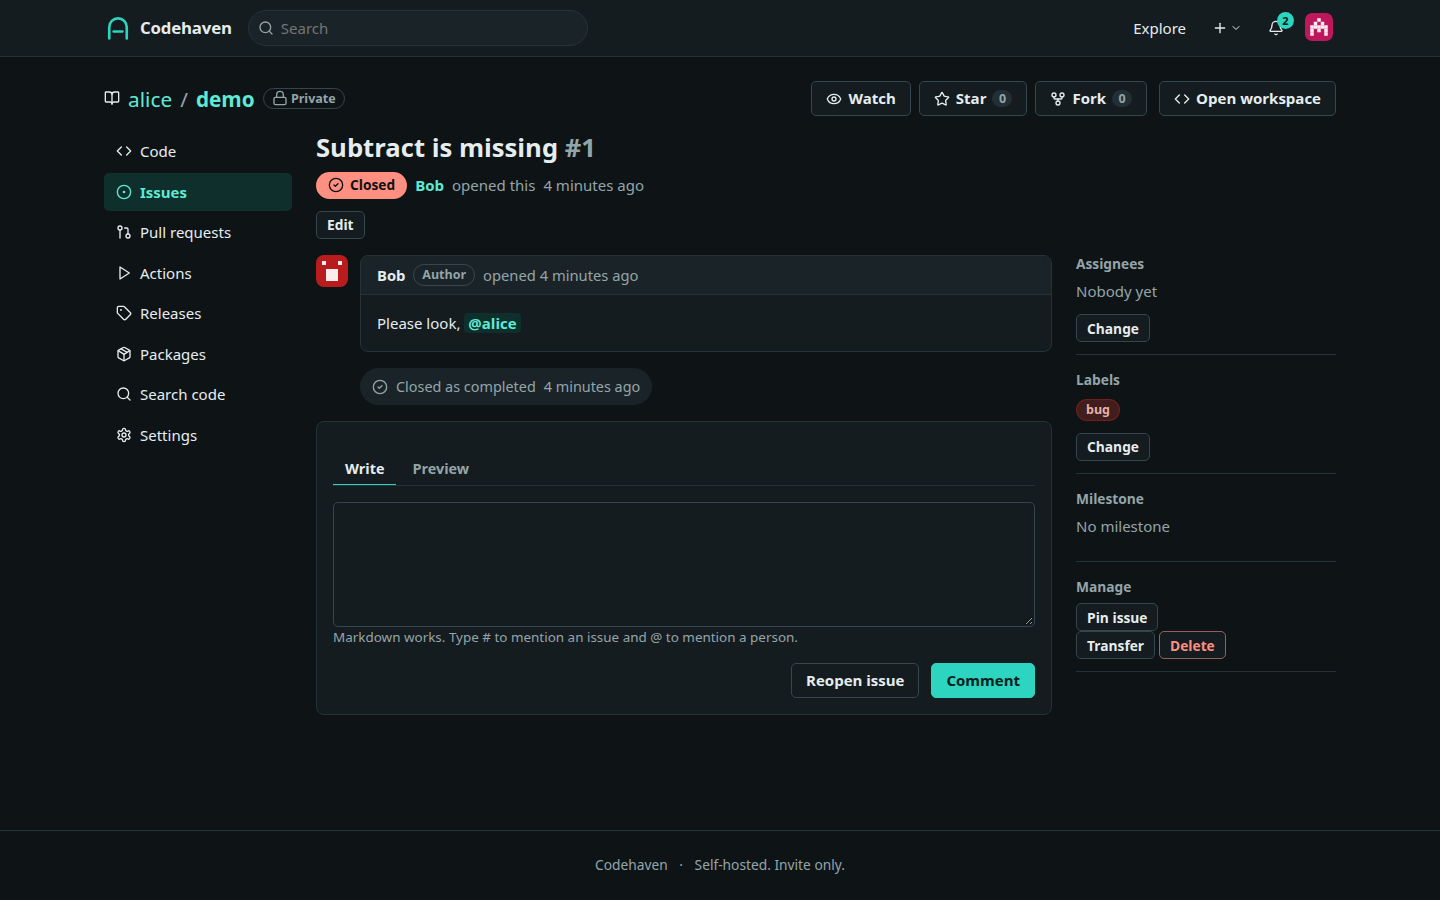 Codehaven
Search
Explore
2
alice / demo
Private
Watch
Star 0
Fork 0
Open workspace
Code
Issues
Pull requests
Actions
Releases
Packages
Search code
Settings
Subtract is missing #1
Closed
Bob opened this 4 minutes ago
Edit
Bob Author opened 4 minutes ago
Please look, @alice
Closed as completed 4 minutes ago
Write
Preview
Markdown works. Type # to mention an issue and @ to mention a person.
Reopen issue
Comment
Assignees
Nobody yet
Change
Labels
bug
Change
Milestone
No milestone
Manage
Pin issue
Transfer
Delete
Codehaven · Self-hosted. Invite only.